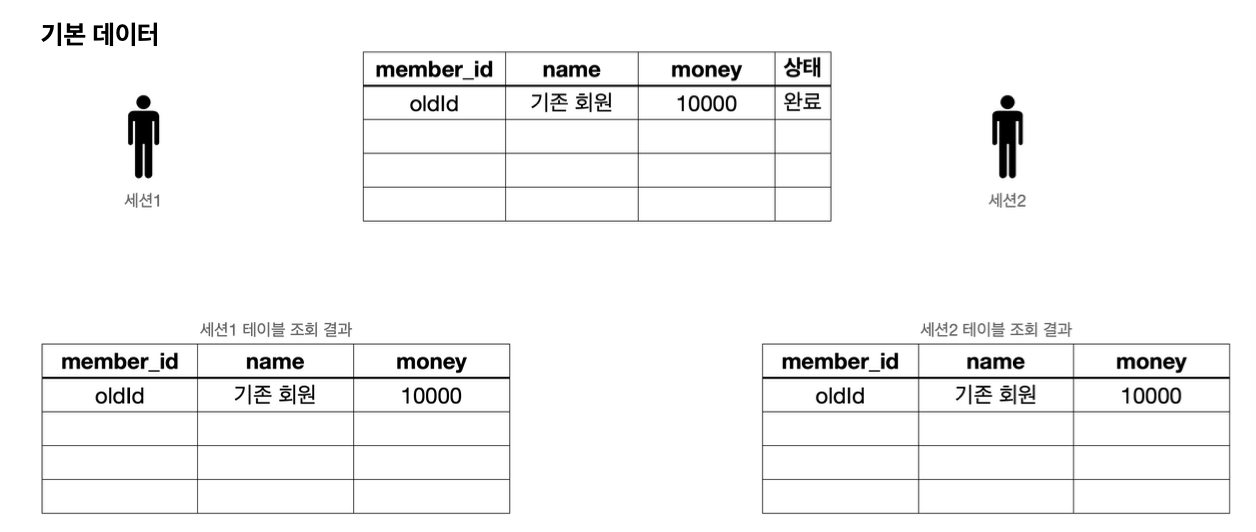 기본 데이터
member_id name money 상태
oldId 기존 회원 10000 완료
세션1
세션2
세션1 테이블 조회 결과
member_id name money
oldId 기존 회원 10000
세션2 테이블 조회 결과
member_id name money
oldId 기존 회원 10000